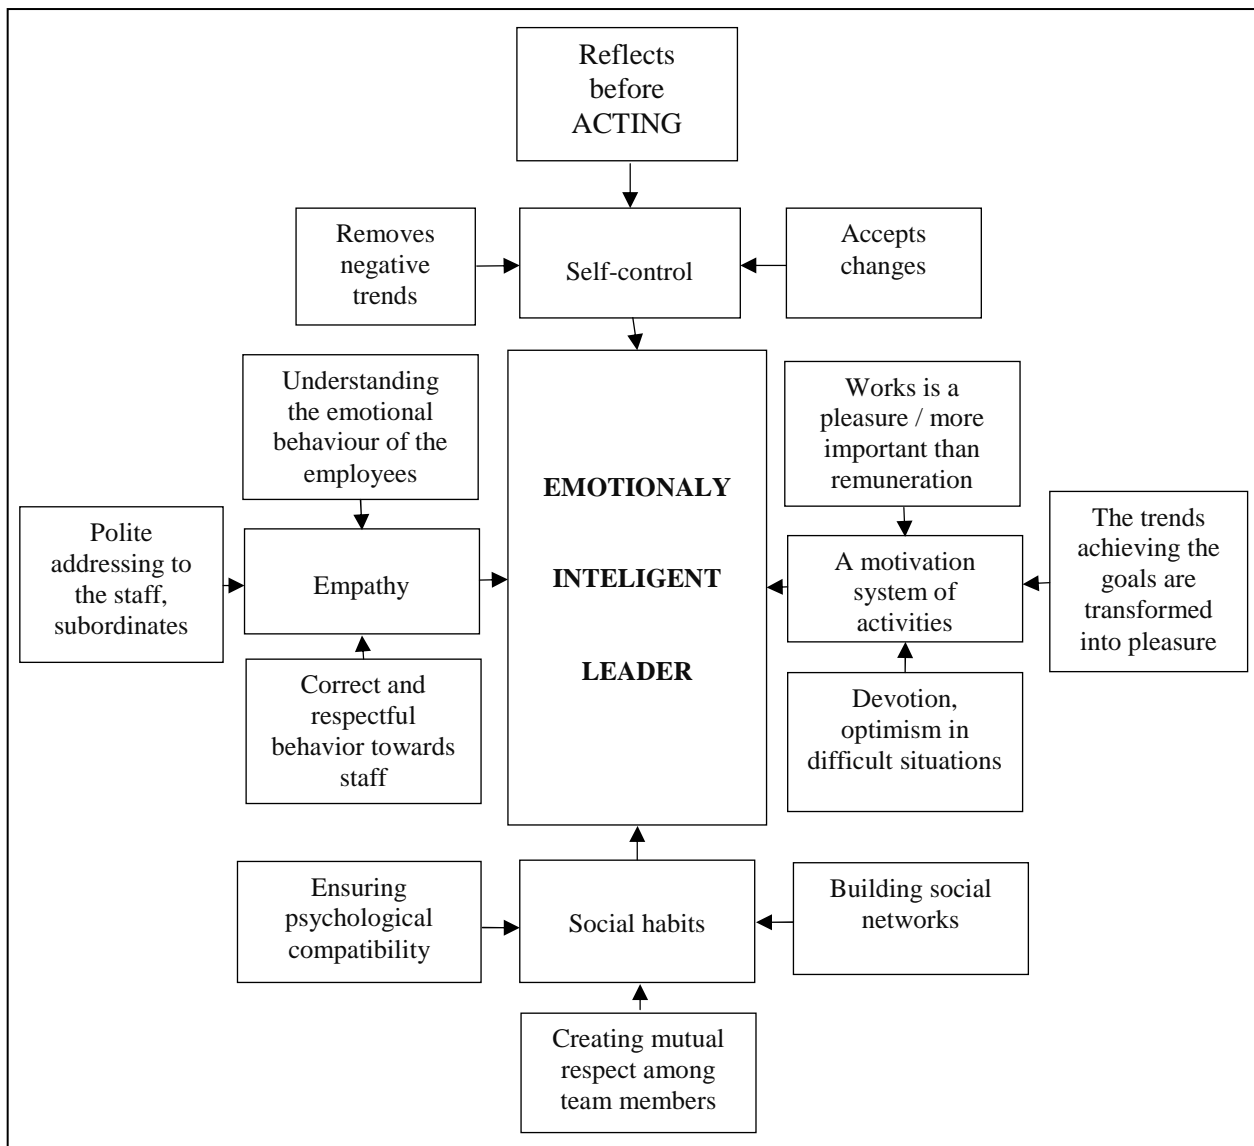 Reflects
before
ACTING
Removes
negative
trends
Self-control
Accepts
changes
Understanding
the emotional
behaviour of the
employees
Works is a
pleasure / more
important than
remuneration
EMOTIONALY
INTELIGENT
LEADER
Polite
addressing to
the staff,
subordinates
Empathy
A motivation
system of
activities
The trends
achieving the
goals are
transformed
into pleasure
Correct and
respectful
behavior towards
staff
Devotion,
optimism in
difficult situations
Ensuring
psychological
compatibility
Social habits
Building social
networks
Creating mutual
respect among
team members